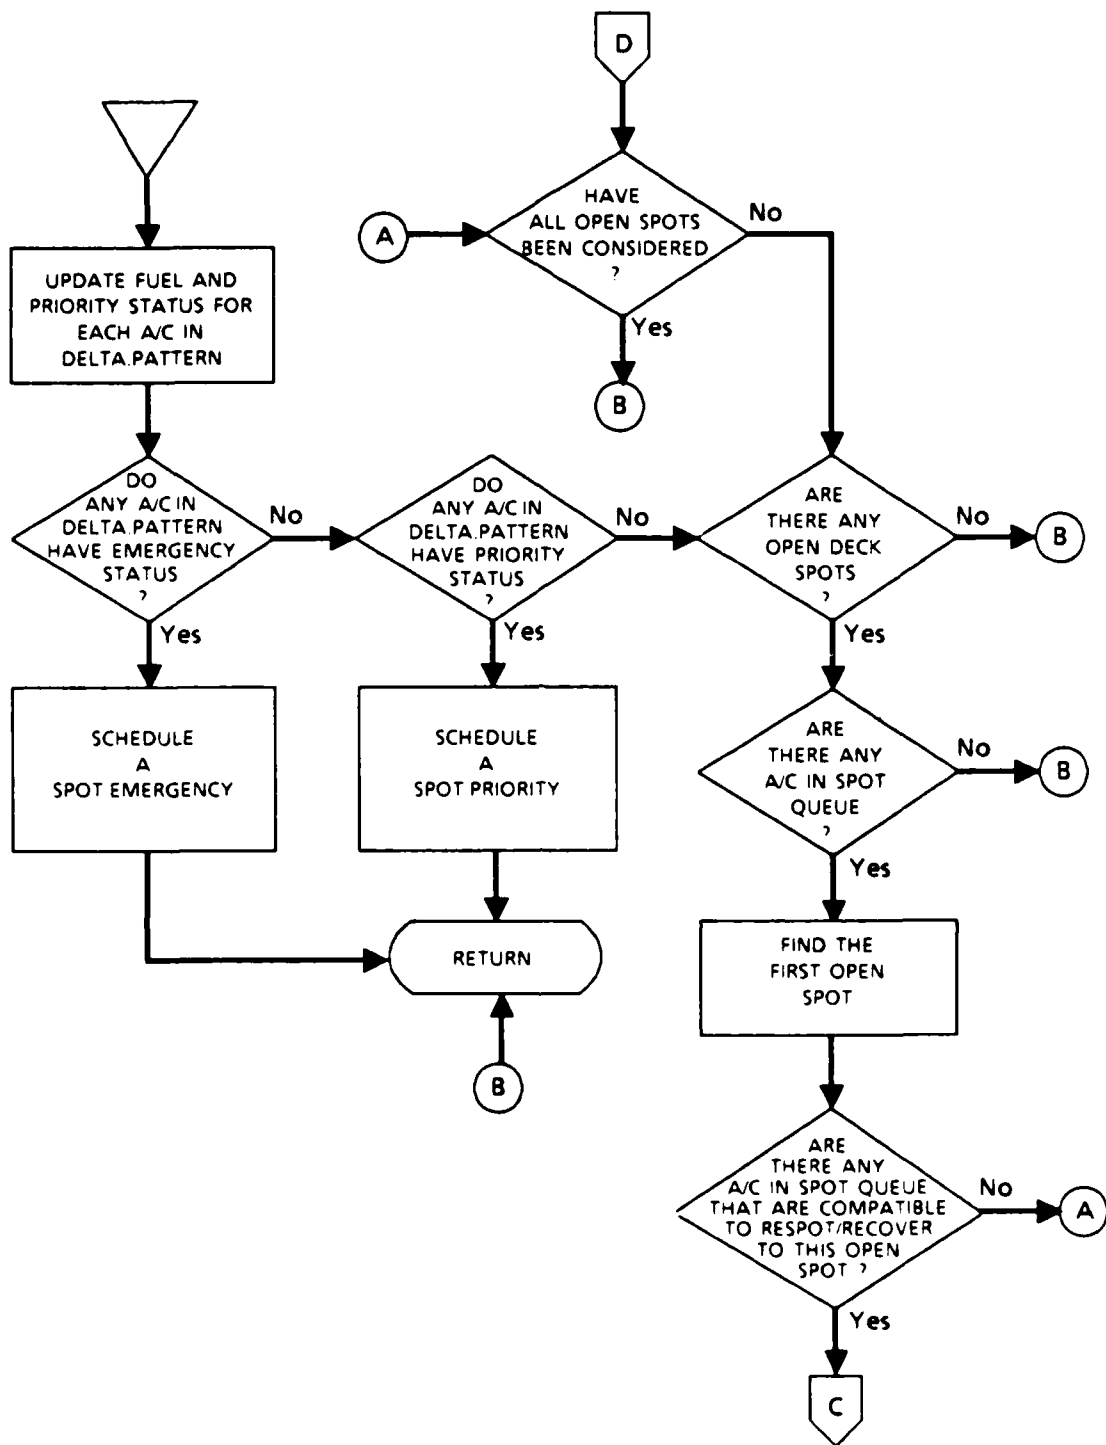 D
HAVE
ALL OPEN SPOTS
BEEN CONSIDERED
?
No
A
Yes
B
UPDATE FUEL AND
PRIORITY STATUS FOR
EACH A/C IN
DELTA.PATTERN
DO
ANY A/C IN
DELTA.PATTERN
HAVE EMERGENCY
STATUS
?
No
Yes
DO
ANY A/C IN
DELTA.PATTERN
HAVE PRIORITY
STATUS
?
No
Yes
ARE
THERE ANY
OPEN DECK
SPOTS
?
No
B
Yes
SCHEDULE
A
SPOT EMERGENCY
SCHEDULE
A
SPOT PRIORITY
ARE
THERE ANY
A/C IN SPOT
QUEUE
?
No
B
Yes
RETURN
B
FIND THE
FIRST OPEN
SPOT
ARE
THERE ANY
A/C IN SPOT QUEUE
THAT ARE COMPATIBLE
TO RESPOT/RECOVER
TO THIS OPEN
SPOT ?
No
A
Yes
C